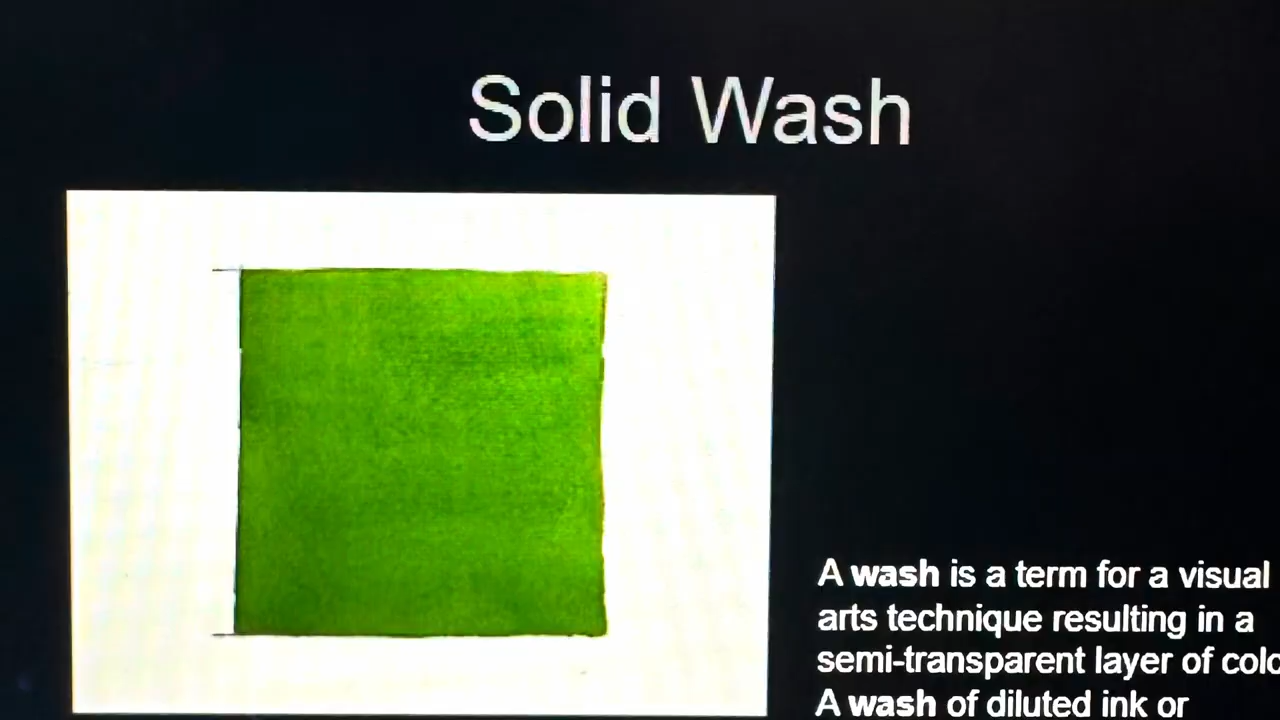 Solid Wash
A wash is a term for a visual
arts technique resulting in a
semi-transparent layer of colo
A wash of diluted ink or